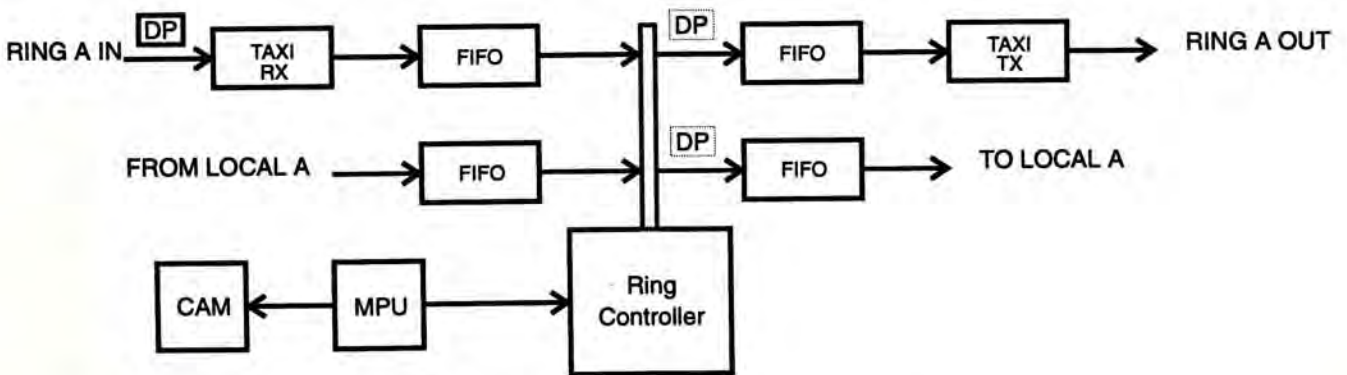 DP
DP
RING A IN
TAXI
RX
FIFO
FIFO
TAXI
TX
RING A OUT
DP
FROM LOCAL A
FIFO
FIFO
TO LOCAL A
CAM
MPU
Ring
Controller